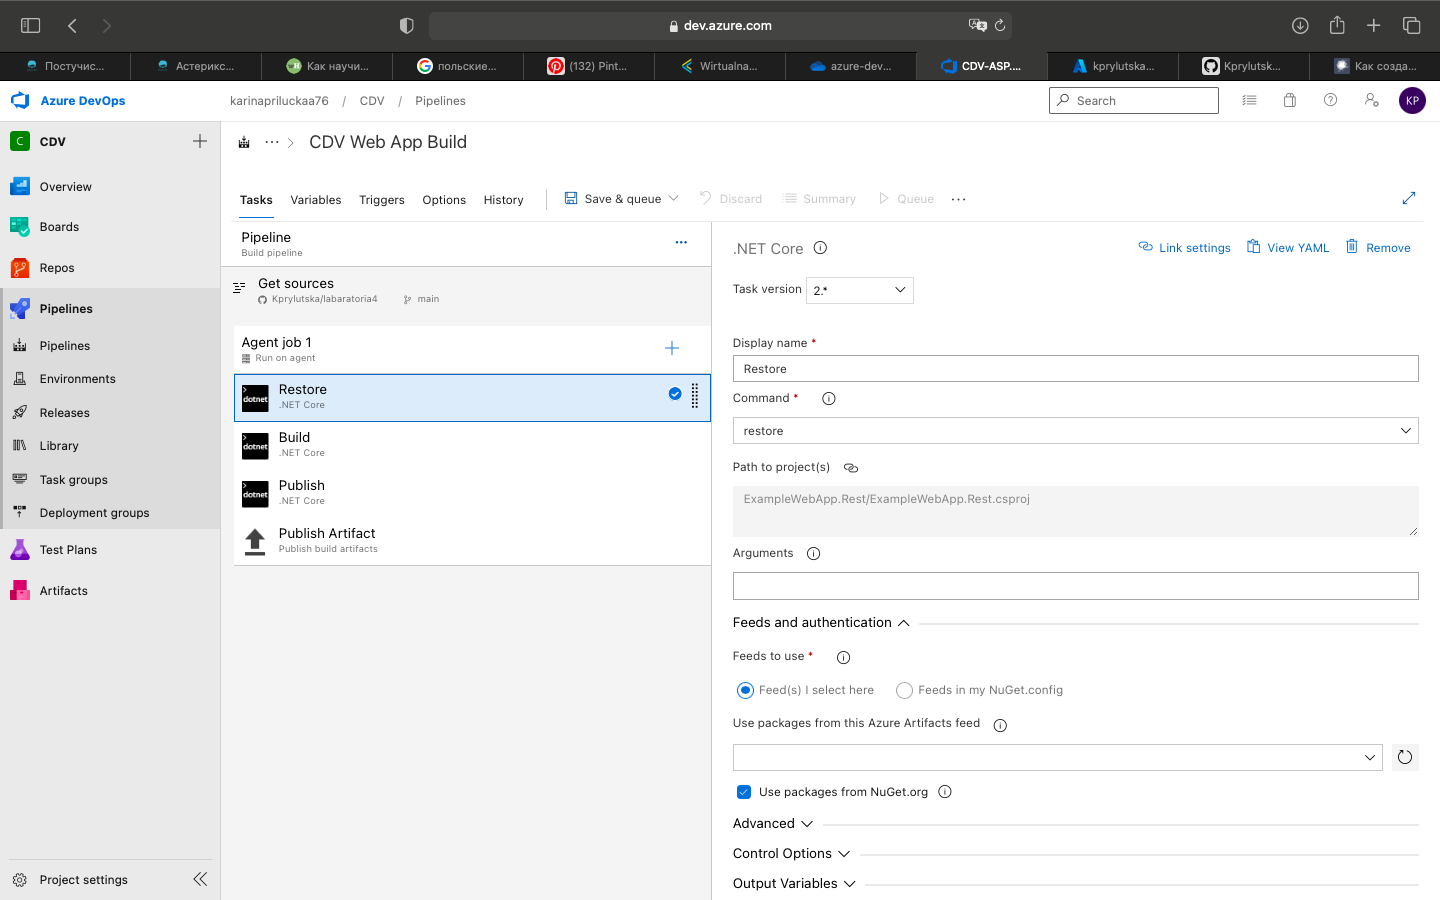 dev.azure.com
Постучис...
Астерикс...
Как научи...
польские...
(132) Pint...
Wirtualna...
azure-dev...
CDV-ASP....
kprylutska...
Kprylutsk...
Как созда...
Azure DevOps
karinapriluckaa76 / CDV / Pipelines
Search
KP
C CDV
Overview
Boards
Repos
Pipelines
Pipelines
Environments
Releases
Library
Task groups
Deployment groups
Test Plans
Artifacts
Project settings
... > CDV Web App Build
Tasks Variables Triggers Options History Save & queue Discard Summary Queue ...
Pipeline
Build pipeline
Get sources
Kprylutska/labaratoria4 main
Agent job 1
Run on agent
dotnet
Restore
.NET Core
dotnet
Build
.NET Core
dotnet
Publish
.NET Core
Publish Artifact
Publish build artifacts
.NET Core
Link settings View YAML Remove
Task version 2.*
Display name *
Restore
Command *
restore
Path to project(s)
ExampleWebApp.Rest/ExampleWebApp.Rest.csproj
Arguments
Feeds and authentication
Feeds to use *
Feed(s) I select here Feeds in my NuGet.config
Use packages from this Azure Artifacts feed
Use packages from NuGet.org
Advanced
Control Options
Output Variables